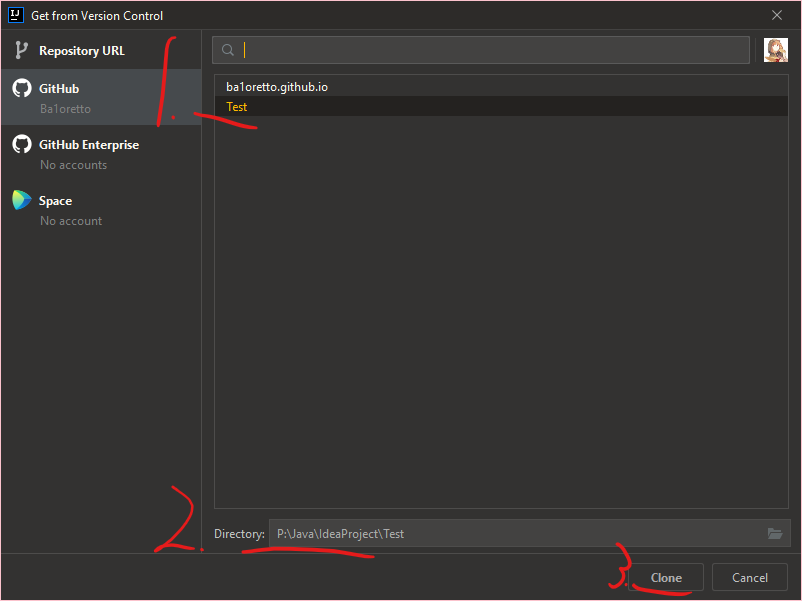 IJ
Get from Version Control
Repository URL
GitHub
Ba1oretto
GitHub Enterprise
No accounts
Space
No account
1.
ba1oretto.github.io
Test
2.
Directory: P:\Java\IdeaProject\Test
3.
Clone
Cancel